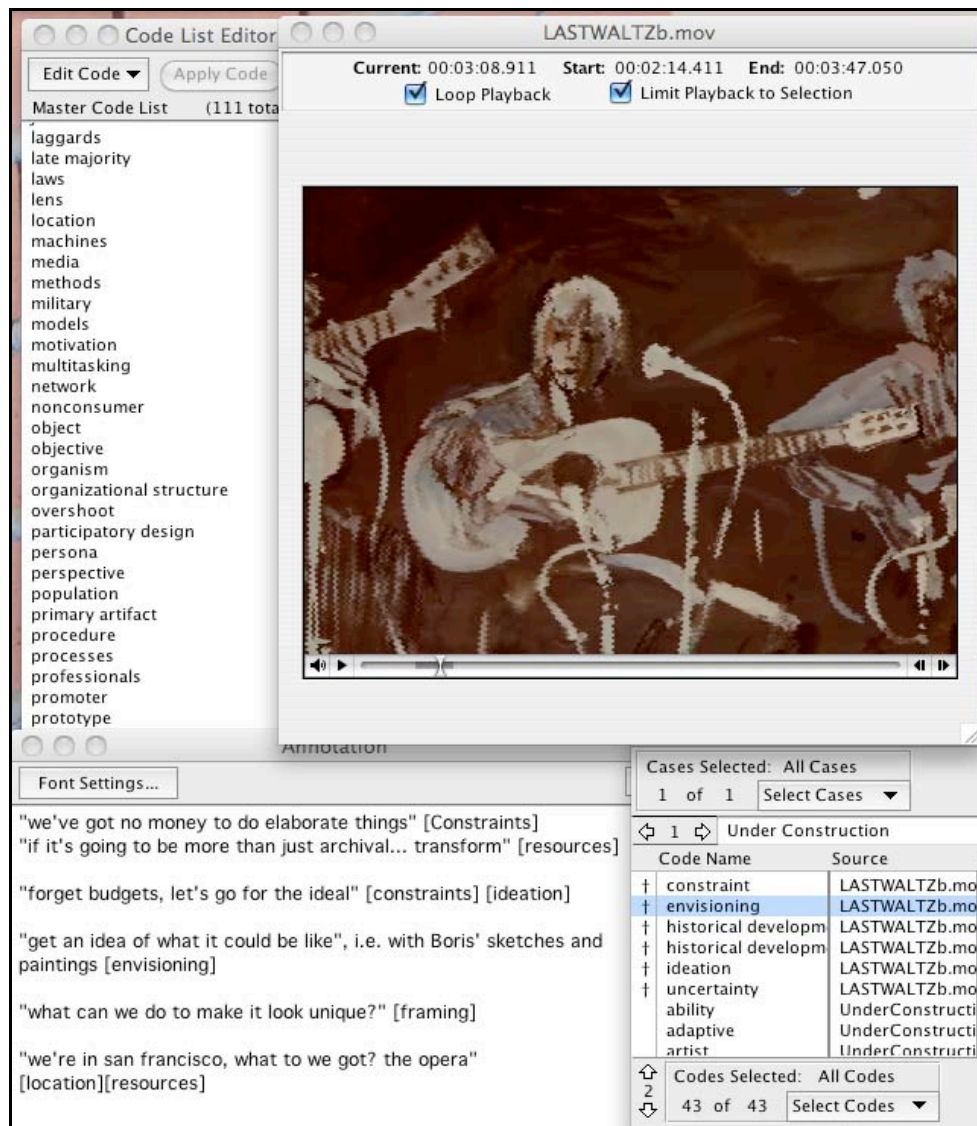 Code List Editor
Edit Code
Apply Code
Master Code List (111 tota
laggards
late majority
laws
lens
location
machines
media
methods
military
models
motivation
multitasking
network
nonconsumer
object
objective
organism
organizational structure
overshoot
participatory design
persona
perspective
population
primary artifact
procedure
processes
professionals
promoter
prototype
LASTWALTZb.mov
Current: 00:03:08.911 Start: 00:02:14.411 End: 00:03:47.050
Loop Playback Limit Playback to Selection
Annotation
Font Settings...
"we've got no money to do elaborate things" [Constraints]
"if it's going to be more than just archival... transform" [resources]
"forget budgets, let's go for the ideal" [constraints] [ideation]
"get an idea of what it could be like", i.e. with Boris' sketches and
paintings [envisioning]
"what can we do to make it look unique?" [framing]
"we're in san francisco, what to we got? the opera"
[location][resources]
Cases Selected: All Cases
1 of 1 Select Cases
1 Under Construction
Code Name Source
† constraint LASTWALTZb.mo
† envisioning LASTWALTZb.mo
† historical developm LASTWALTZb.mo
† historical developm LASTWALTZb.mo
† ideation LASTWALTZb.mo
† uncertainty LASTWALTZb.mo
ability UnderConstructi
adaptive UnderConstructi
artist UnderConstructi
2
Codes Selected: All Codes
43 of 43 Select Codes